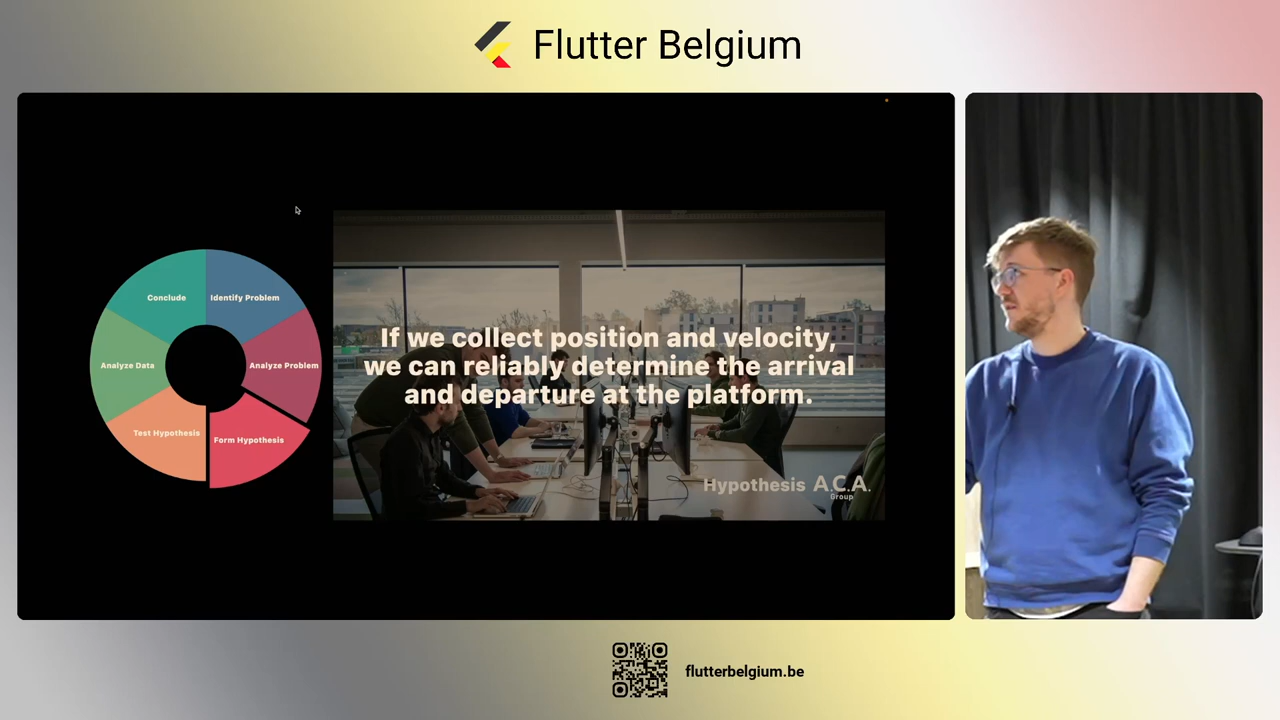 Flutter Belgium
Conclude
Identify Problem
Analyze Data
Analyze Problem
Test Hypothesis
Form Hypothesis
If we collect position and velocity,
we can reliably determine the arrival
and departure at the platform.
Hypothesis A.C.A.
Group
flutterbelgium.be